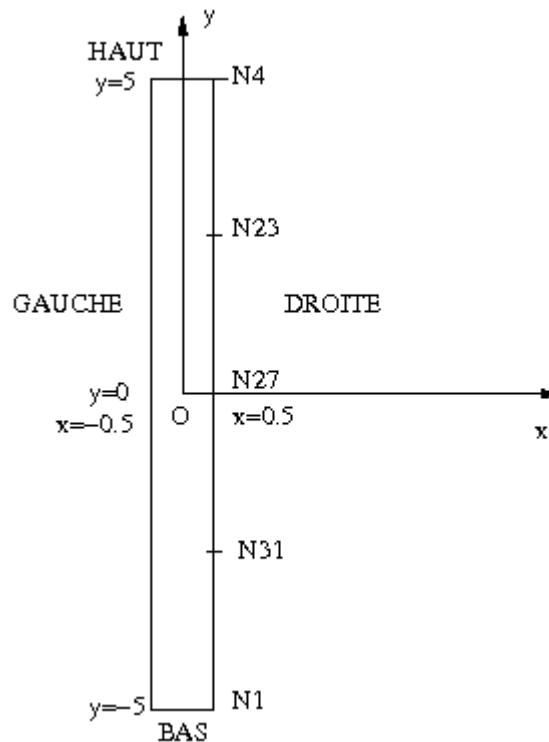 y
HAUT
y=5
N4
N23
GAUCHE
DROITE
N27
y=0
O
x=0.5
x=−0.5
x
N31
y=−5
N1
BAS